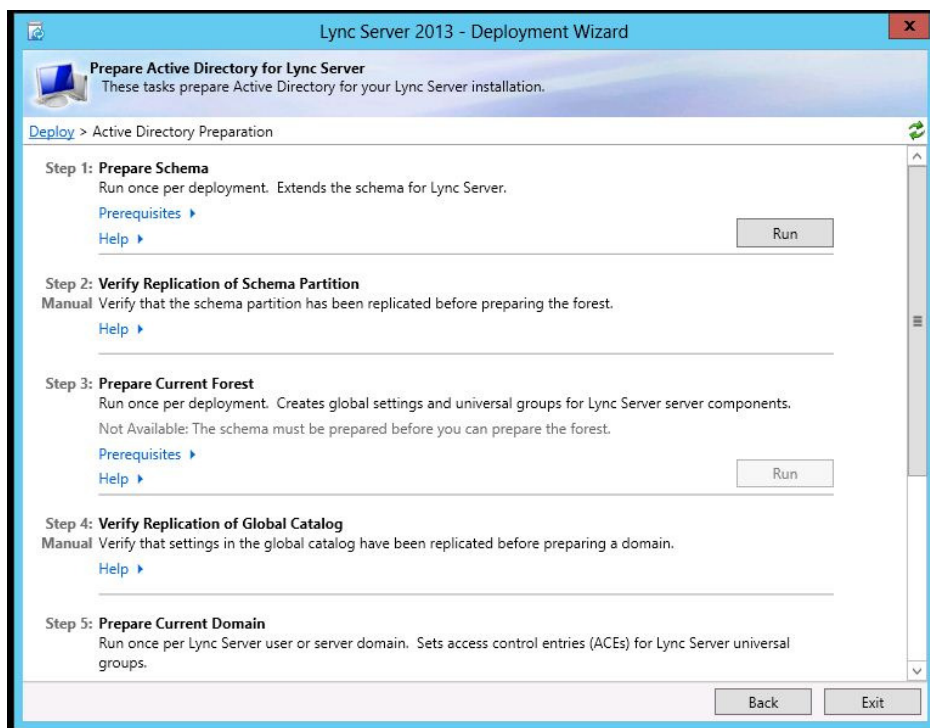 Lync Server 2013 - Deployment Wizard
x
Prepare Active Directory for Lync Server
These tasks prepare Active Directory for your Lync Server installation.
Deploy > Active Directory Preparation
Step 1: Prepare Schema
Run once per deployment. Extends the schema for Lync Server.
Prerequisites
Help
Run
Step 2: Verify Replication of Schema Partition
Manual Verify that the schema partition has been replicated before preparing the forest.
Help
Step 3: Prepare Current Forest
Run once per deployment. Creates global settings and universal groups for Lync Server server components.
Not Available: The schema must be prepared before you can prepare the forest.
Prerequisites
Help
Run
Step 4: Verify Replication of Global Catalog
Manual Verify that settings in the global catalog have been replicated before preparing a domain.
Help
Step 5: Prepare Current Domain
Run once per Lync Server user or server domain. Sets access control entries (ACEs) for Lync Server universal
groups.
Back
Exit